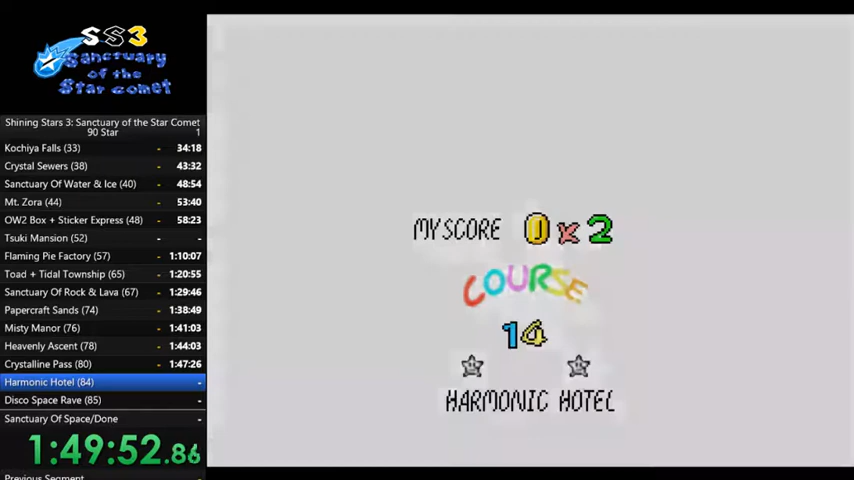 SS3
Sanctuary
of the
Star Comet
Shining Stars 3: Sanctuary of the Star Comet
90 Star 1
Kochiya Falls (33) - 34:18
Crystal Sewers (38) - 43:32
Sanctuary Of Water & Ice (40) - 48:54
Mt. Zora (44) - 53:40
OW2 Box + Sticker Express (48) - 58:23
Tsuki Mansion (52) - -
Flaming Pie Factory (57) - 1:10:07
Toad + Tidal Township (65) - 1:20:55
Sanctuary Of Rock & Lava (67) - 1:29:46
Papercraft Sands (74) - 1:38:49
Misty Manor (76) - 1:41:03
Heavenly Ascent (78) - 1:44:03
Crystalline Pass (80) - 1:47:26
Harmonic Hotel (84) -
Disco Space Rave (85) -
Sanctuary Of Space/Done -
1:49:52.86
Previous Segment
MY SCORE x 2
COURSE
14
HARMONIC HOTEL